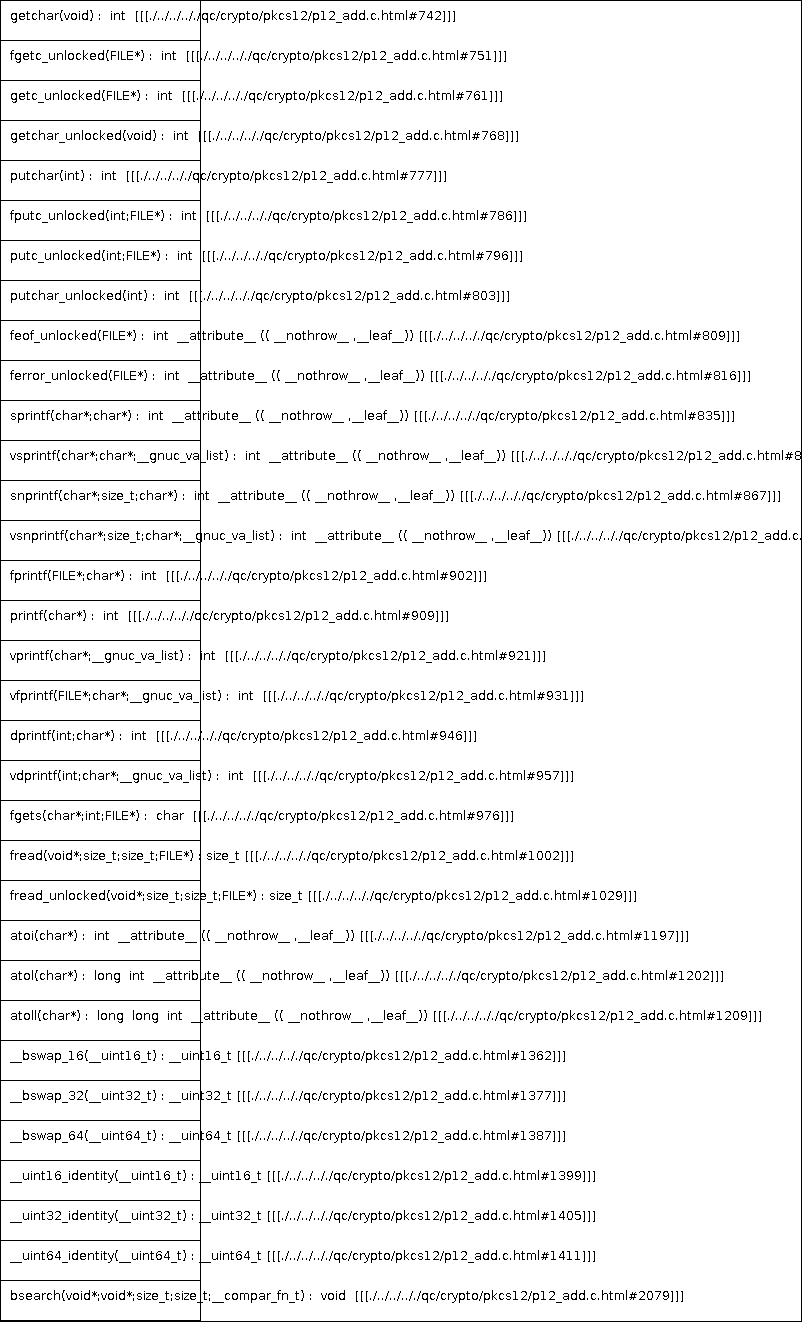 getchar(void) : int [[[./../../../../qc/crypto/pkcs12/p12_add.c.html#742]]]
fgetc_unlocked(FILE*) : int [[[./../../../../qc/crypto/pkcs12/p12_add.c.html#751]]]
getc_unlocked(FILE*) : int [[[./../../../../qc/crypto/pkcs12/p12_add.c.html#761]]]
getchar_unlocked(void) : int [[[./../../../../qc/crypto/pkcs12/p12_add.c.html#768]]]
putchar(int) : int [[[./../../../../qc/crypto/pkcs12/p12_add.c.html#777]]]
fputc_unlocked(int;FILE*) : int [[[./../../../../qc/crypto/pkcs12/p12_add.c.html#786]]]
putc_unlocked(int;FILE*) : int [[[./../../../../qc/crypto/pkcs12/p12_add.c.html#796]]]
putchar_unlocked(int) : int [[[./../../../../qc/crypto/pkcs12/p12_add.c.html#803]]]
feof_unlocked(FILE*) : int __attribute__ (( __nothrow__ ,__leaf__)) [[[./../../../../qc/crypto/pkcs12/p12_add.c.html#809]]]
ferror_unlocked(FILE*) : int __attribute__ (( __nothrow__ ,__leaf__)) [[[./../../../../qc/crypto/pkcs12/p12_add.c.html#816]]]
sprintf(char*;char*) : int __attribute__ (( __nothrow__ ,__leaf__)) [[[./../../../../qc/crypto/pkcs12/p12_add.c.html#835]]]
vsprintf(char*;char*;__gnuc_va_list) : int __attribute__ (( __nothrow__ ,__leaf__)) [[[./../../../../qc/crypto/pkcs12/p12_add.c.html#8
snprintf(char*;size_t;char*) : int __attribute__ (( __nothrow__ ,__leaf__)) [[[./../../../../qc/crypto/pkcs12/p12_add.c.html#867]]]
vsnprintf(char*;size_t;char*;__gnuc_va_list) : int __attribute__ (( __nothrow__ ,__leaf__)) [[[./../../../../qc/crypto/pkcs12/p12_add.c.
fprintf(FILE*;char*) : int [[[./../../../../qc/crypto/pkcs12/p12_add.c.html#902]]]
printf(char*) : int [[[./../../../../qc/crypto/pkcs12/p12_add.c.html#909]]]
vprintf(char*;__gnuc_va_list) : int [[[./../../../../qc/crypto/pkcs12/p12_add.c.html#921]]]
vfprintf(FILE*;char*;__gnuc_va_list) : int [[[./../../../../qc/crypto/pkcs12/p12_add.c.html#931]]]
dprintf(int;char*) : int [[[./../../../../qc/crypto/pkcs12/p12_add.c.html#946]]]
vdprintf(int;char*;__gnuc_va_list) : int [[[./../../../../qc/crypto/pkcs12/p12_add.c.html#957]]]
fgets(char*;int;FILE*) : char [[[./../../../../qc/crypto/pkcs12/p12_add.c.html#976]]]
fread(void*;size_t;size_t;FILE*) : size_t [[[./../../../../qc/crypto/pkcs12/p12_add.c.html#1002]]]
fread_unlocked(void*;size_t;size_t;FILE*) : size_t [[[./../../../../qc/crypto/pkcs12/p12_add.c.html#1029]]]
atoi(char*) : int __attribute__ (( __nothrow__ ,__leaf__)) [[[./../../../../qc/crypto/pkcs12/p12_add.c.html#1197]]]
atol(char*) : long int __attribute__ (( __nothrow__ ,__leaf__)) [[[./../../../../qc/crypto/pkcs12/p12_add.c.html#1202]]]
atoll(char*) : long long int __attribute__ (( __nothrow__ ,__leaf__)) [[[./../../../../qc/crypto/pkcs12/p12_add.c.html#1209]]]
__bswap_16(__uint16_t) : __uint16_t [[[./../../../../qc/crypto/pkcs12/p12_add.c.html#1362]]]
__bswap_32(__uint32_t) : __uint32_t [[[./../../../../qc/crypto/pkcs12/p12_add.c.html#1377]]]
__bswap_64(__uint64_t) : __uint64_t [[[./../../../../qc/crypto/pkcs12/p12_add.c.html#1387]]]
__uint16_identity(__uint16_t) : __uint16_t [[[./../../../../qc/crypto/pkcs12/p12_add.c.html#1399]]]
__uint32_identity(__uint32_t) : __uint32_t [[[./../../../../qc/crypto/pkcs12/p12_add.c.html#1405]]]
__uint64_identity(__uint64_t) : __uint64_t [[[./../../../../qc/crypto/pkcs12/p12_add.c.html#1411]]]
bsearch(void*;void*;size_t;size_t;__compar_fn_t) : void [[[./../../../../qc/crypto/pkcs12/p12_add.c.html#2079]]]